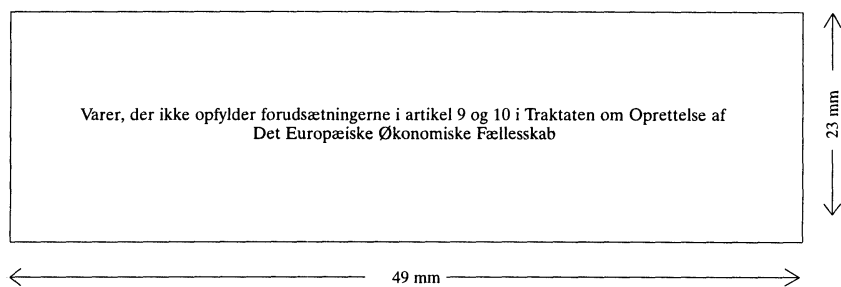 Varer, der ikke opfylder forudsætningerne i artikel 9 og 10 i Traktaten om Oprettelse af
Det Europæiske Økonomiske Fællesskab
23 mm
49 mm